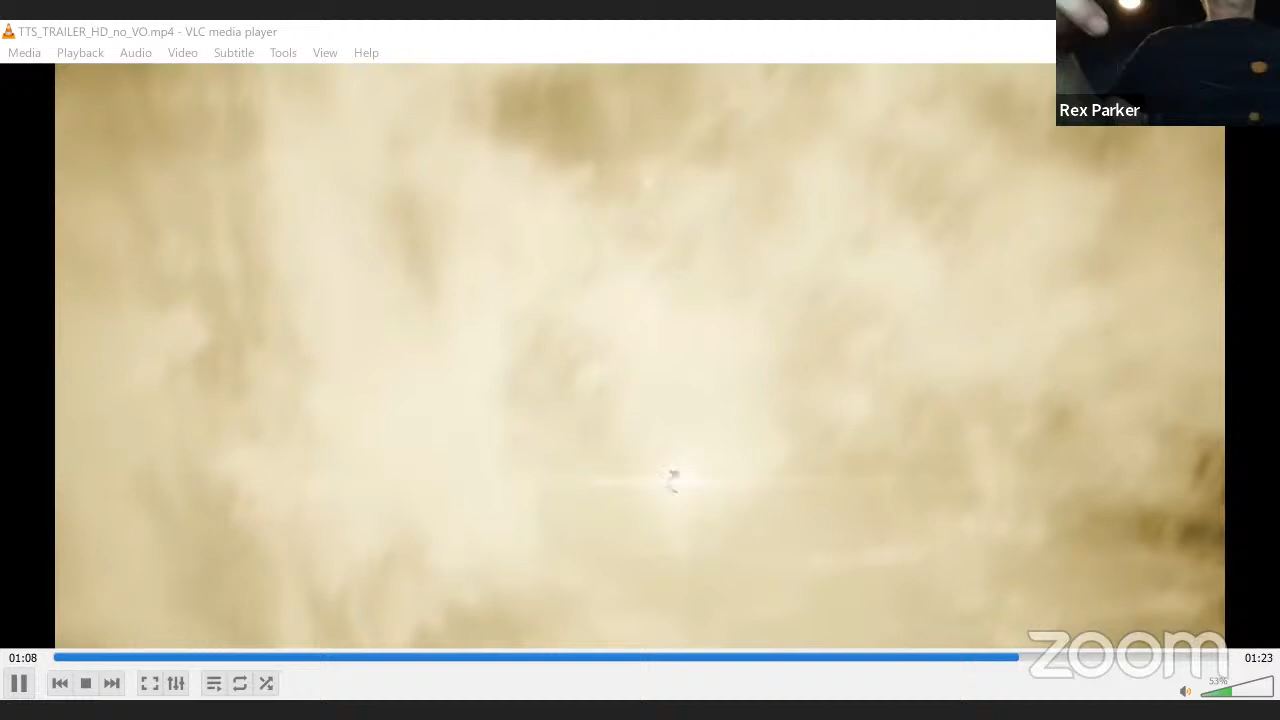 TTS_TRAILER_HD_no_VO.mp4 - VLC media player
Media Playback Audio Video Subtitle Tools View Help
Rex Parker
01:08
01:23
zoom
53%